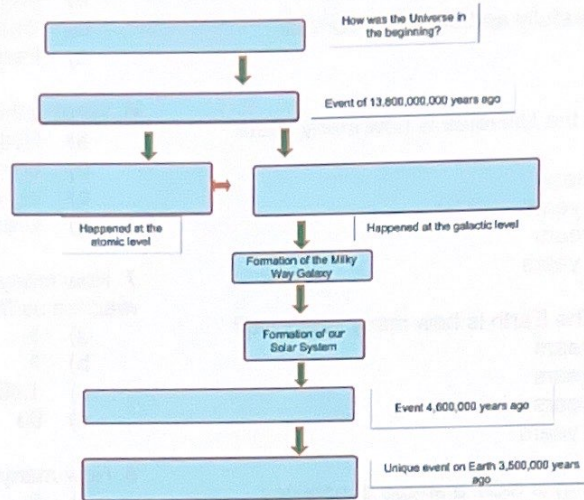 How was the Universe in
the beginning?
Event of 13,800,000,000 years ago
Happened at the
atomic level
Happened at the galactic level
Formation of the Milky
Way Galaxy
Formation of our
Solar System
Event 4,600,000 years ago
Unique event on Earth 3,500,000 years
ago